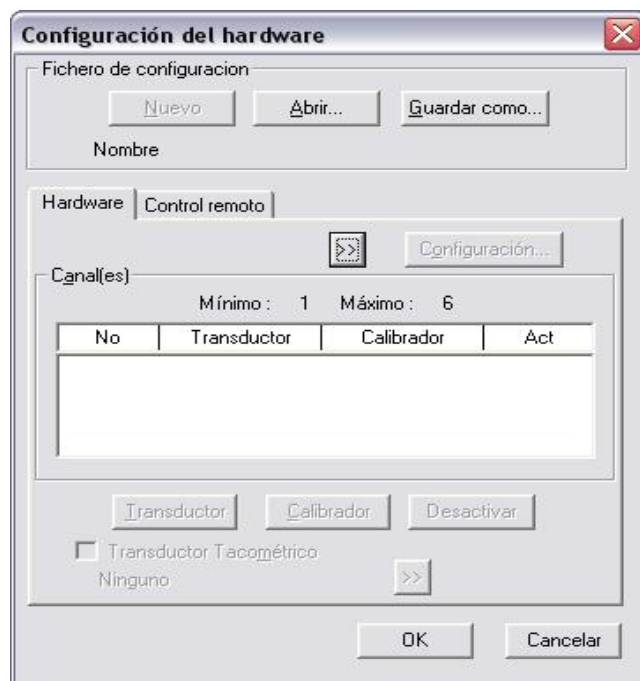 Configuración del hardware
Fichero de configuracion
Nuevo Abrir... Guardar como...
Nombre
Hardware Control remoto
>> Configuración...
Canal(es)
Mínimo : 1 Máximo : 6
No Transductor Calibrador Act
Transductor Calibrador Desactivar
Transductor Tacométrico
Ninguno >>
OK Cancelar